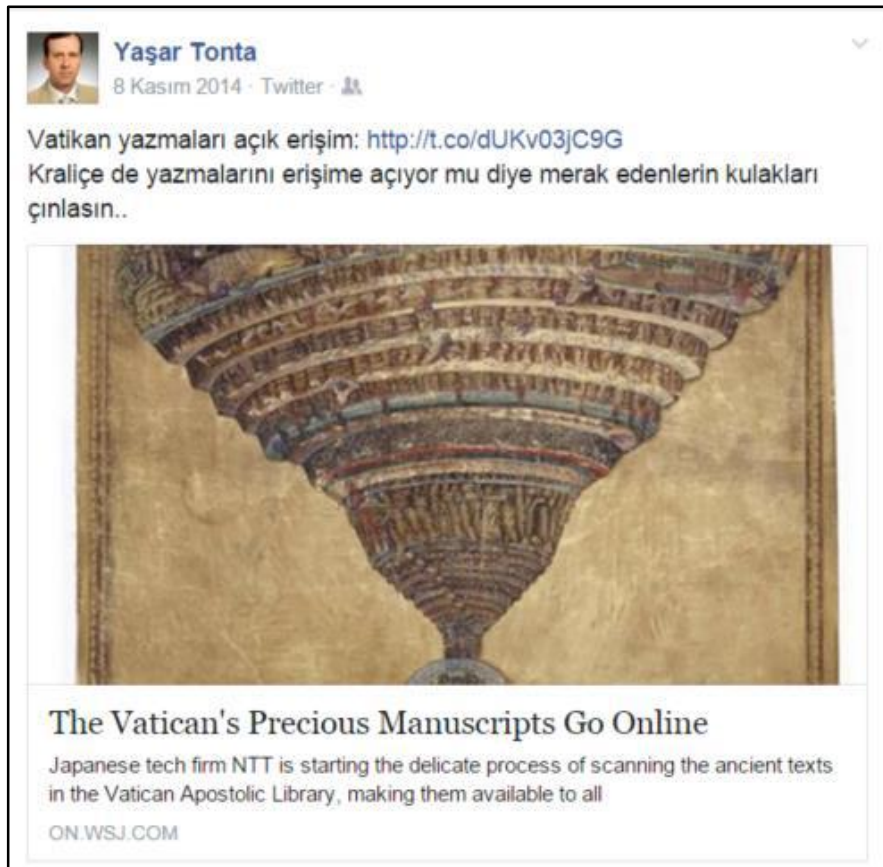 Yaşar Tonta
8 Kasım 2014 · Twitter ·
Vatikan yazmaları açık erişim: http://t.co/dUKv03jC9G
Kraliçe de yazmalarını erişime açıyor mu diye merak edenlerin kulakları
çınlasın..
The Vatican's Precious Manuscripts Go Online
Japanese tech firm NTT is starting the delicate process of scanning the ancient texts
in the Vatican Apostolic Library, making them available to all
ON.WSJ.COM